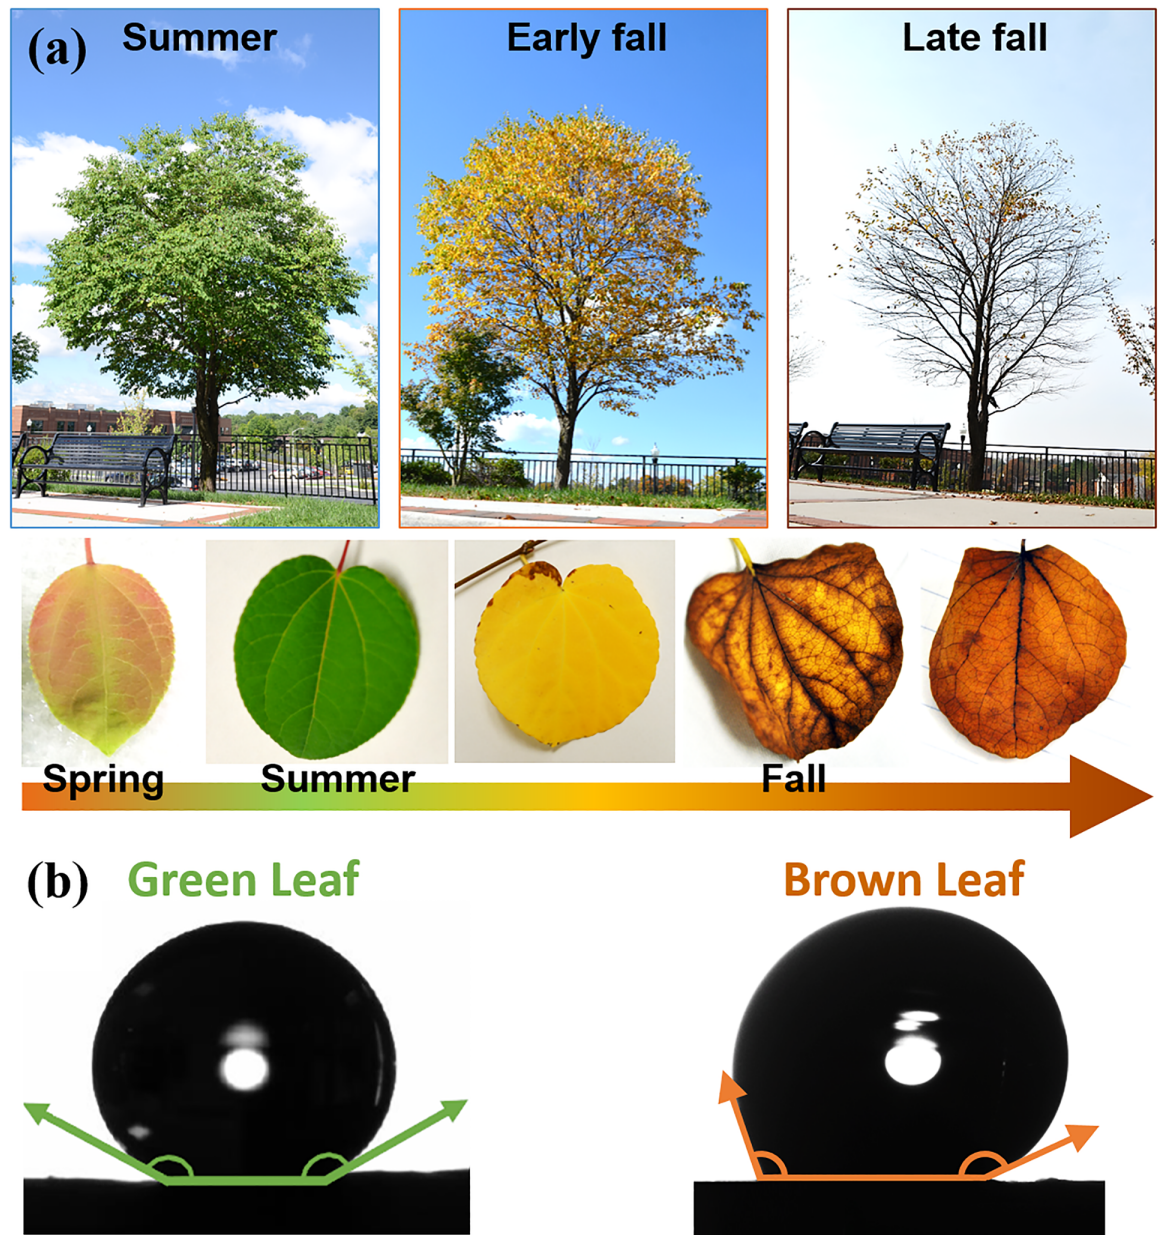 (a)
Summer
Early fall
Late fall
Spring
Summer
Fall
(b)
Green Leaf
Brown Leaf